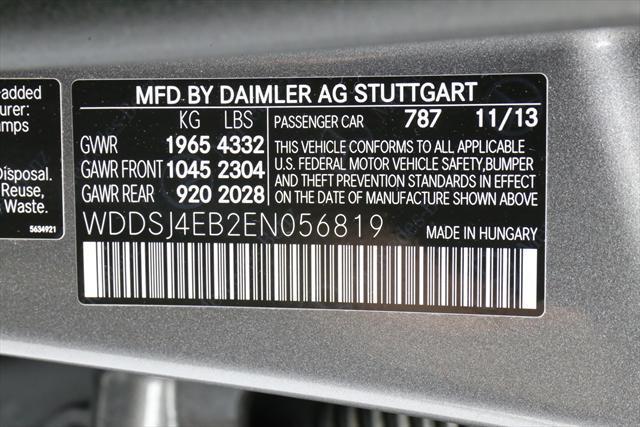 -added
urer:
amps
Disposal.
Reuse,
s Waste.
5634921
MFD BY DAIMLER AG STUTTGART
KG LBS
GVWR 1965 4332
GAWR FRONT 1045 2304
GAWR REAR 920 2028
PASSENGER CAR 787 11/13
THIS VEHICLE CONFORMS TO ALL APPLICABLE
U.S. FEDERAL MOTOR VEHICLE SAFETY,BUMPER
AND THEFT PREVENTION STANDARDS IN EFFECT
ON THE DATE OF MANUFACTURE SHOWN ABOVE
WDDSJ4EB2EN056819
MADE IN HUNGARY